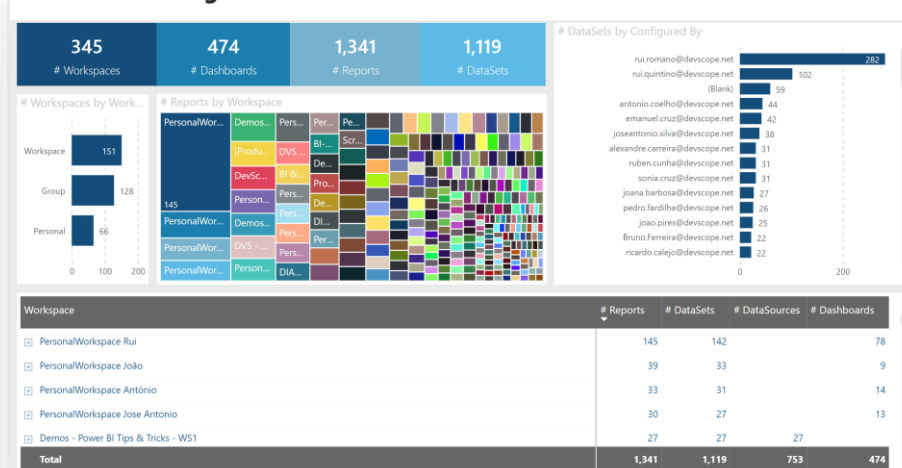 345
# Workspaces
474
# Dashboards
1,341
# Reports
1,119
# DataSets
# DataSets by Configured By
rui.romano@devscope.net 282
rui.quintino@devscope.net 102
(Blank) 59
antonio.coelho@devscope.net 44
emanuel.cruz@devscope.net 42
joseantonio.silva@devscope.net 38
alexandre.carreira@devscope.net 31
ruben.cunha@devscope.net 31
sonia.cruz@devscope.net 31
joana.barbosa@devscope.net 27
pedro.fardilha@devscope.net 26
joao.pires@devscope.net 25
Bruno.Ferreira@devscope.net 22
ricardo.calejo@devscope.net 22
0 200
# Workspaces by Work...
Workspace 151
Group 128
Personal 66
0 100 200
# Reports by Workspace
PersonalWor...
145
PersonalWor...
PersonalWor...
PersonalWor...
Demos...
[Produ...
DevSc...
Person...
Demos...
DVS - ...
Person...
Pers...
DVS ...
BI &...
Pers...
Pers...
Pers...
Pers...
DIA...
Per...
BI-...
De...
Pro...
De...
DI...
Per...
Pe...
Scr...
Workspace # Reports # DataSets # DataSources # Dashboards
PersonalWorkspace Rui 145 142 78
PersonalWorkspace João 39 33 9
PersonalWorkspace António 33 31 14
PersonalWorkspace Jose Antonio 30 27 13
Demos - Power BI Tips & Tricks - WS1 27 27 27
Total 1,341 1,119 753 474